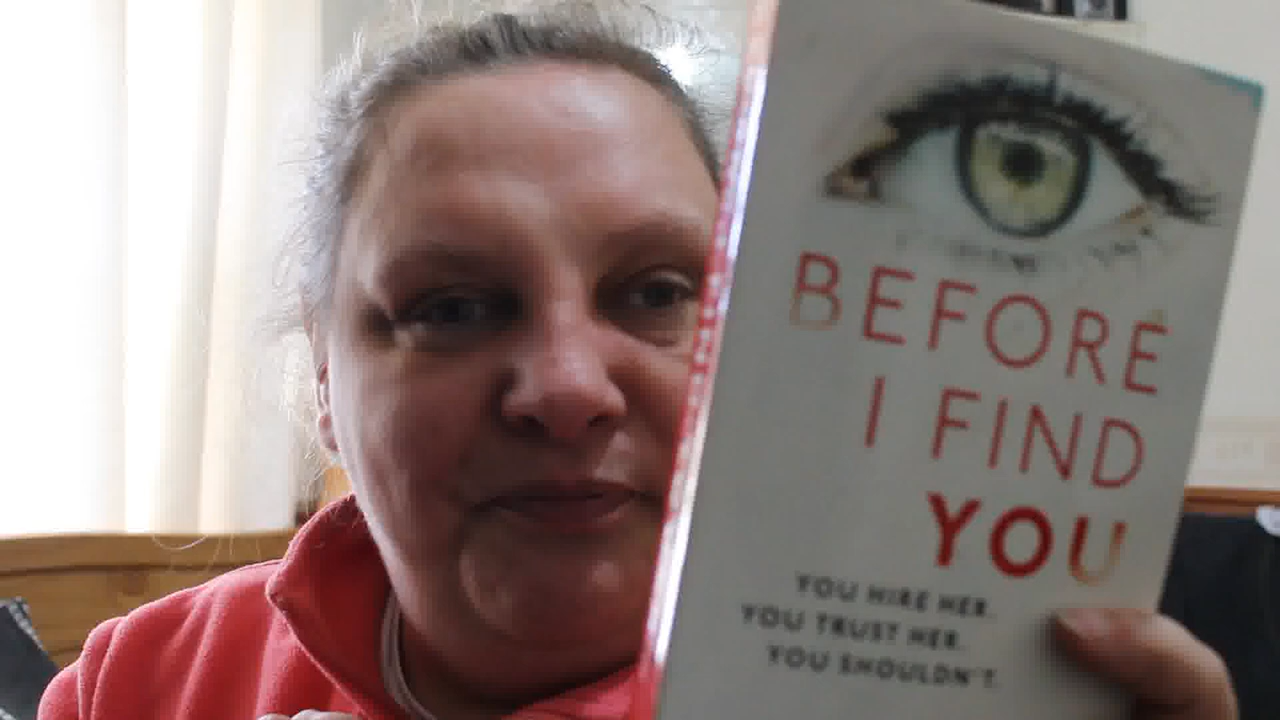 BEFORE
I FIND
YOU
YOU HIRE HER.
YOU TRUST HER.
YOU SHOULDN'T.